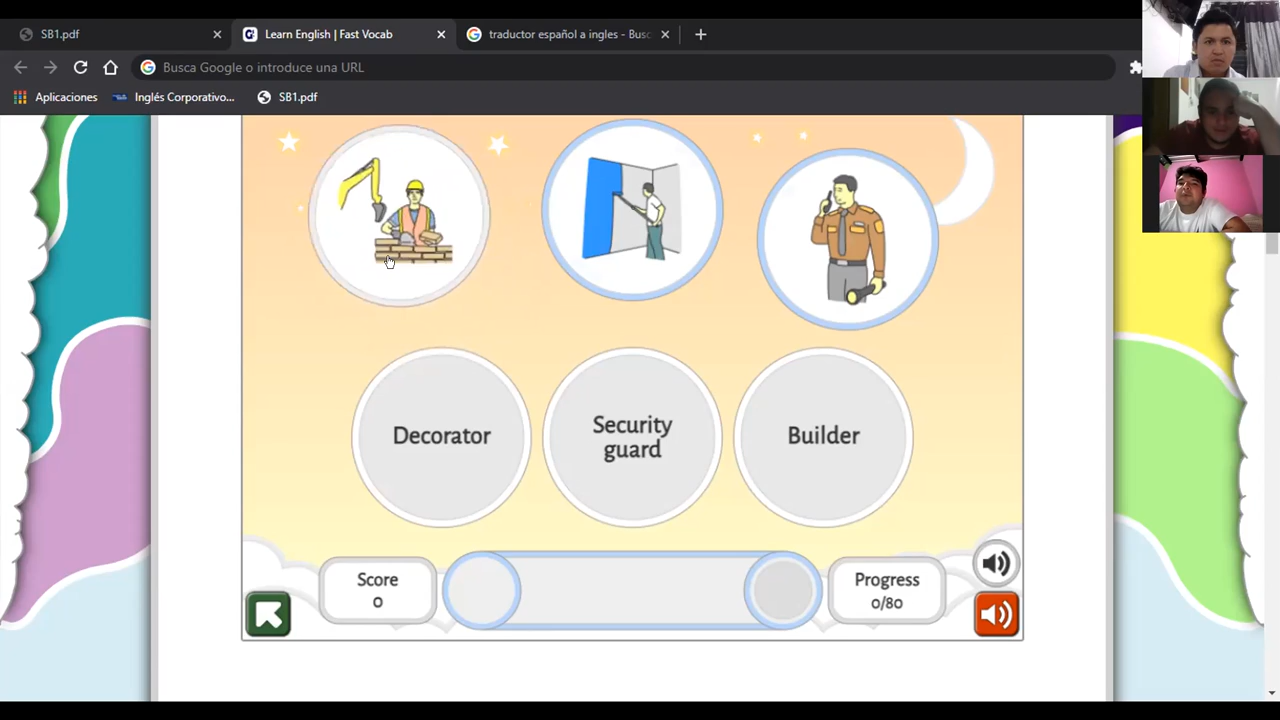 SB1.pdf
Learn English | Fast Vocab
traductor español a ingles - Busc
Busca Google o introduce una URL
Aplicaciones
Inglés Corporativo...
SB1.pdf
Decorator
Security
guard
Builder
Score
0
Progress
0/80